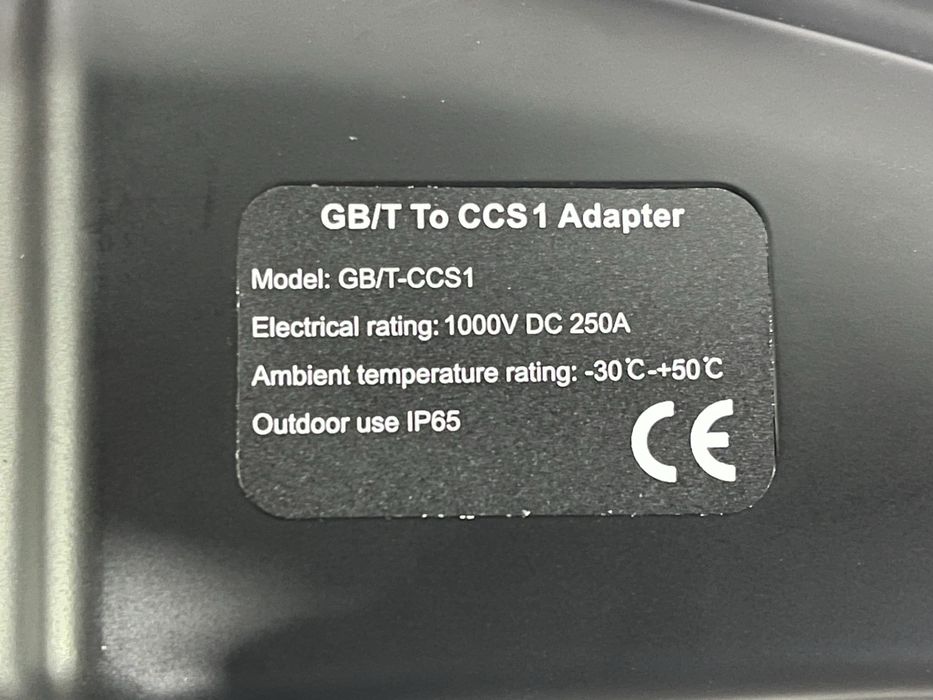 GB/T To CCS1 Adapter
Model: GB/T-CCS1
Electrical rating: 1000V DC 250A
Ambient temperature rating: -30℃-+50℃
Outdoor use IP65
CE